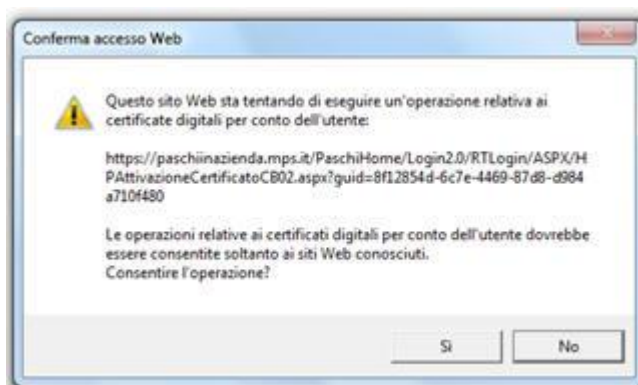 Conferma accesso Web
Questo sito Web sta tentando di eseguire un'operazione relativa ai
certificate digitali per conto dell'utente:
https://paschiinazienda.mps.it/PaschiHome/Login2.0/RTLogin/ASPX/H
PAttivazioneCertificatoCB02.aspx?guid=8f12854d-6c7e-4469-87d8-d984
a710f480
Le operazioni relative ai certificati digitali per conto dell'utente dovrebbe
essere consentite soltanto ai siti Web conosciuti.
Consentire l'operazione?
Sì
No